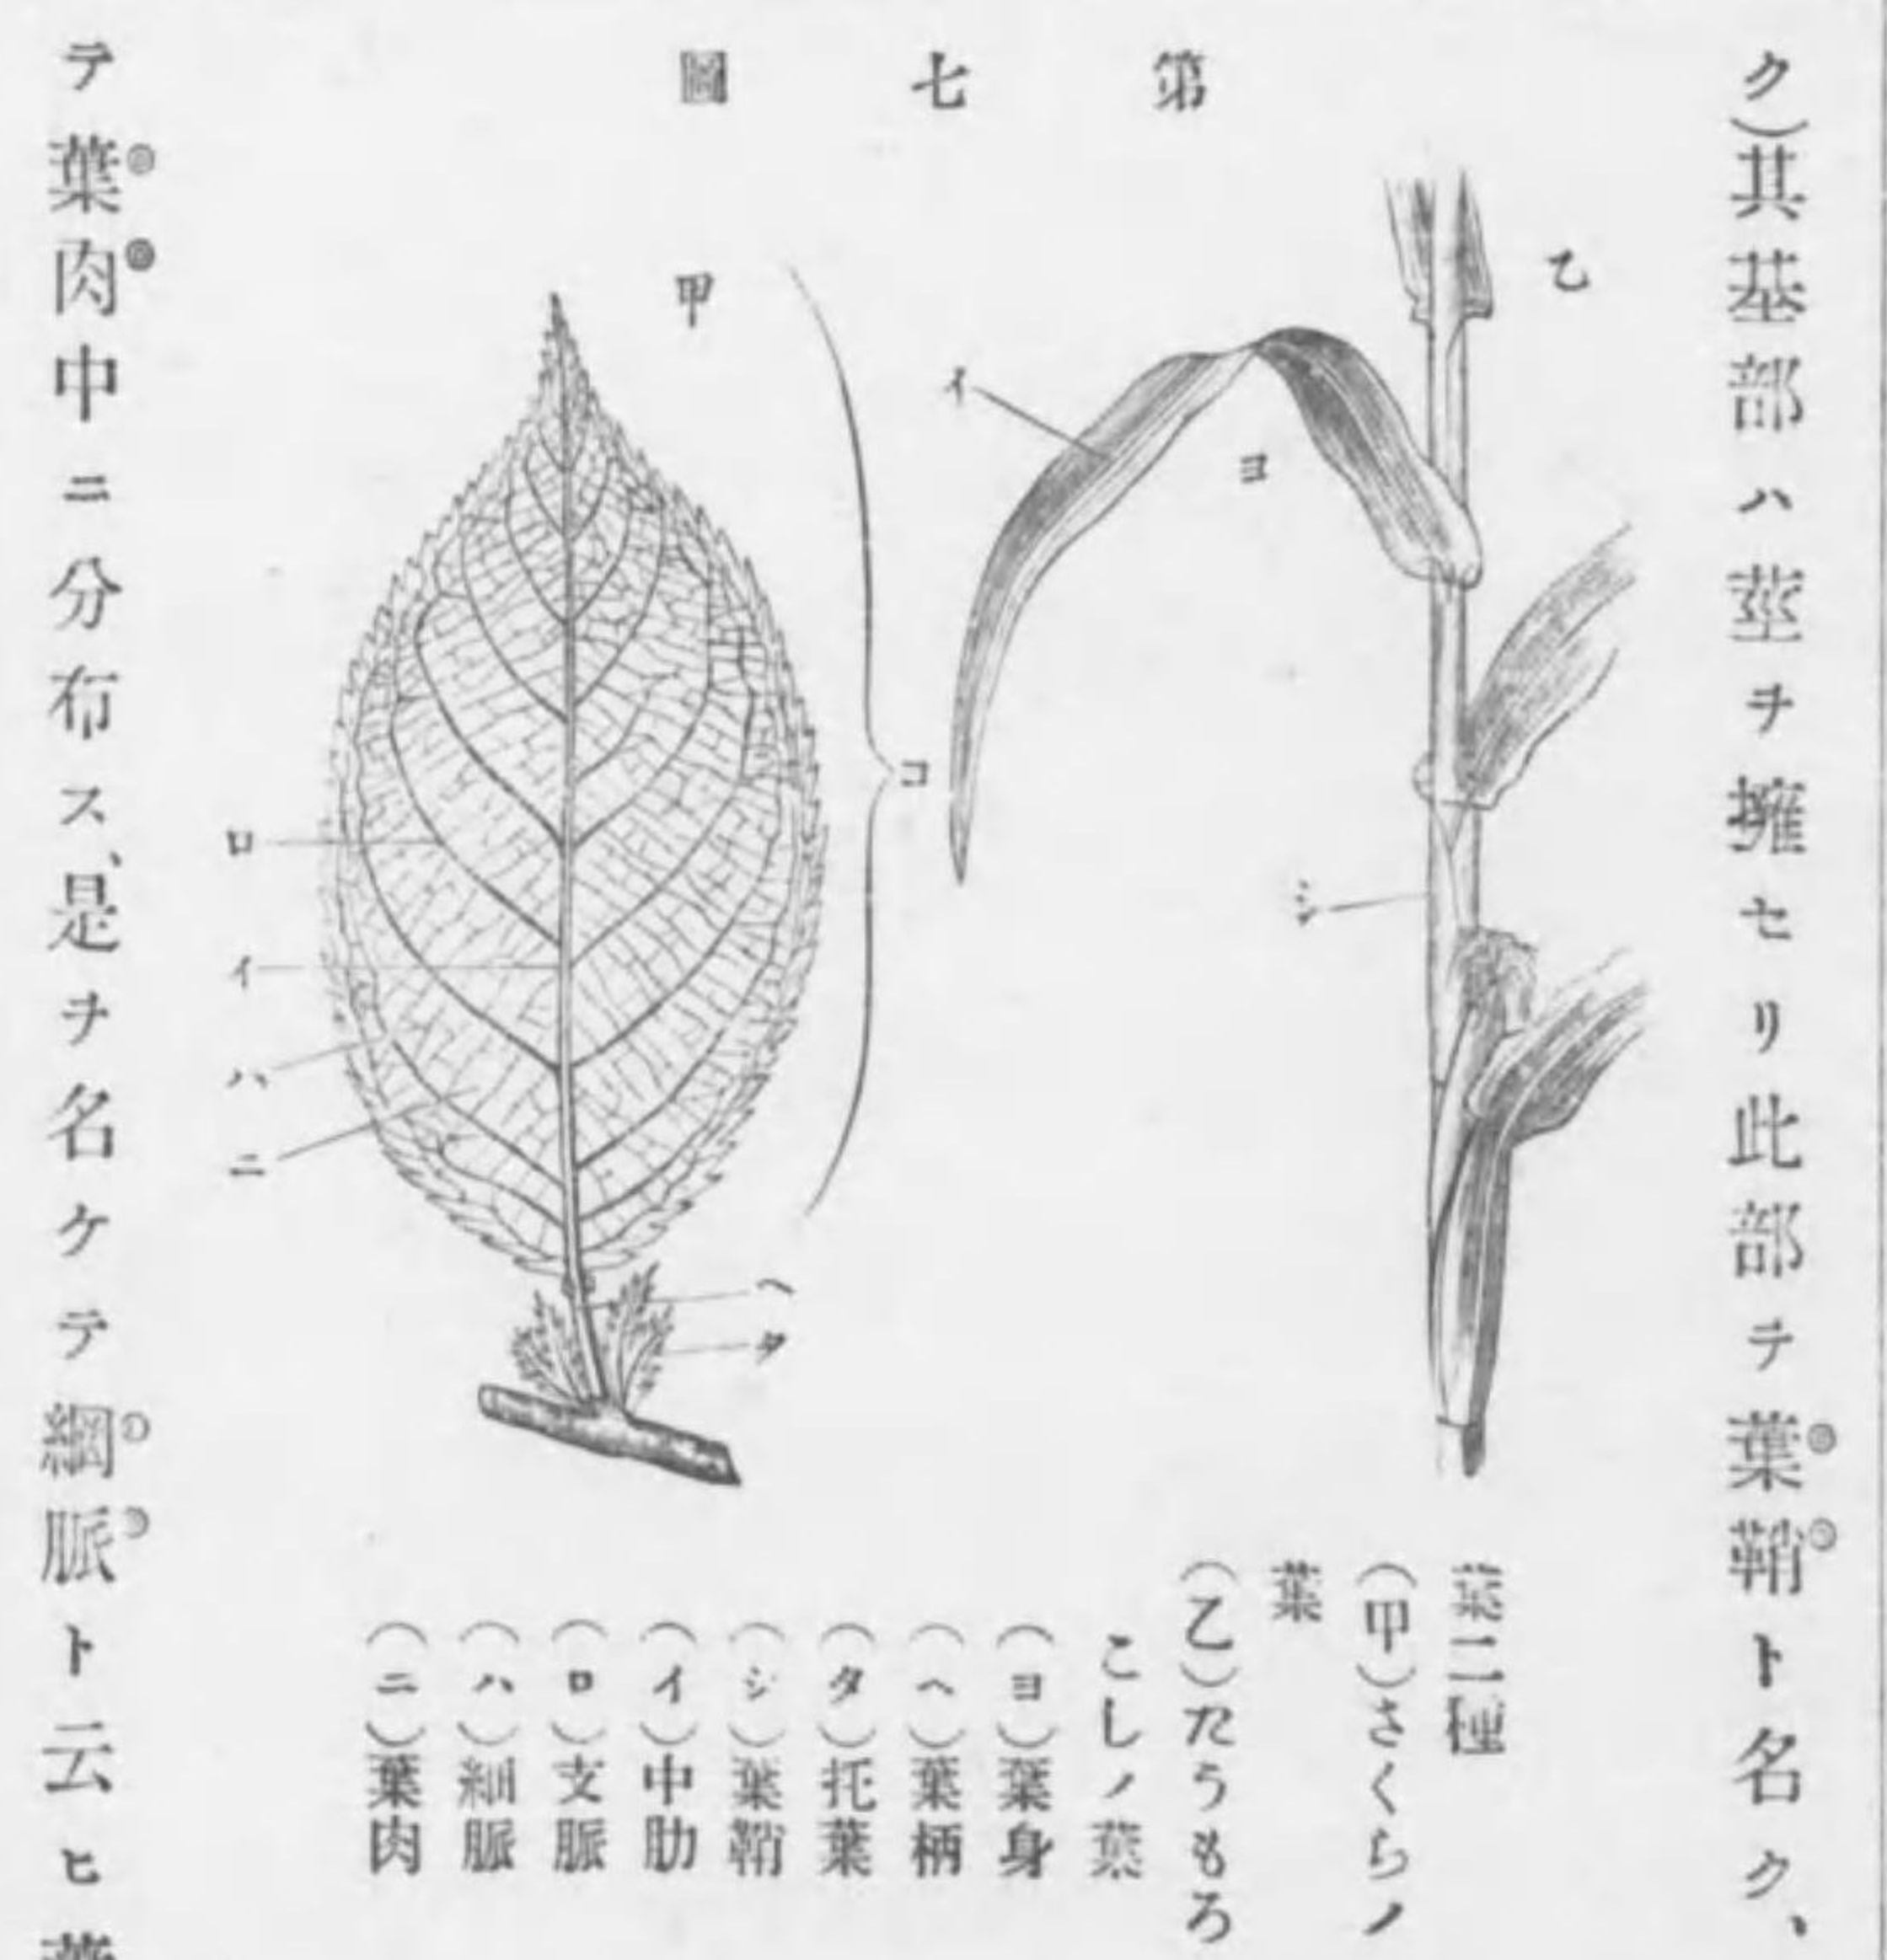 ク)其基部ハ莖ヲ擁セリ此部ヲ葉鞘ト名ク、
第七圖
乙
イ
ヨ
シ
甲
コ
ロ
イ
ハ
ニ
ヘ
タ
葉二種
(甲)さくらノ
葉
(乙)たうもろ
こしノ葉
(ヨ)葉身
(ヘ)葉柄
(タ)托葉
(シ)葉鞘
(イ)中肋
(ロ)支脈
(ハ)細脈
(ニ)葉肉
テ葉肉中ニ分布ス、是ヲ名ケテ網脈ト云ヒ葉